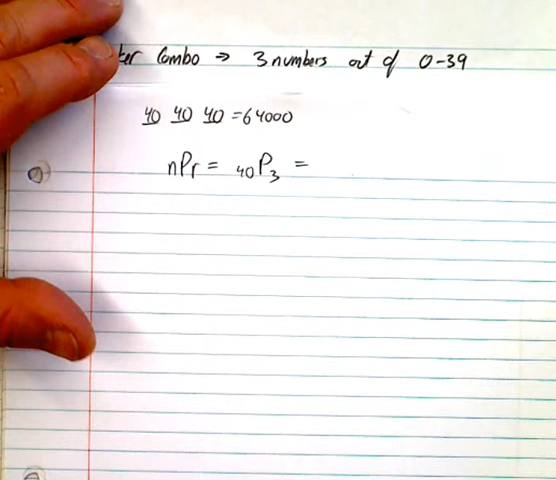 Combo → 3 numbers out of 0-39
40 40 40 = 64000
nPr = 40P3 =